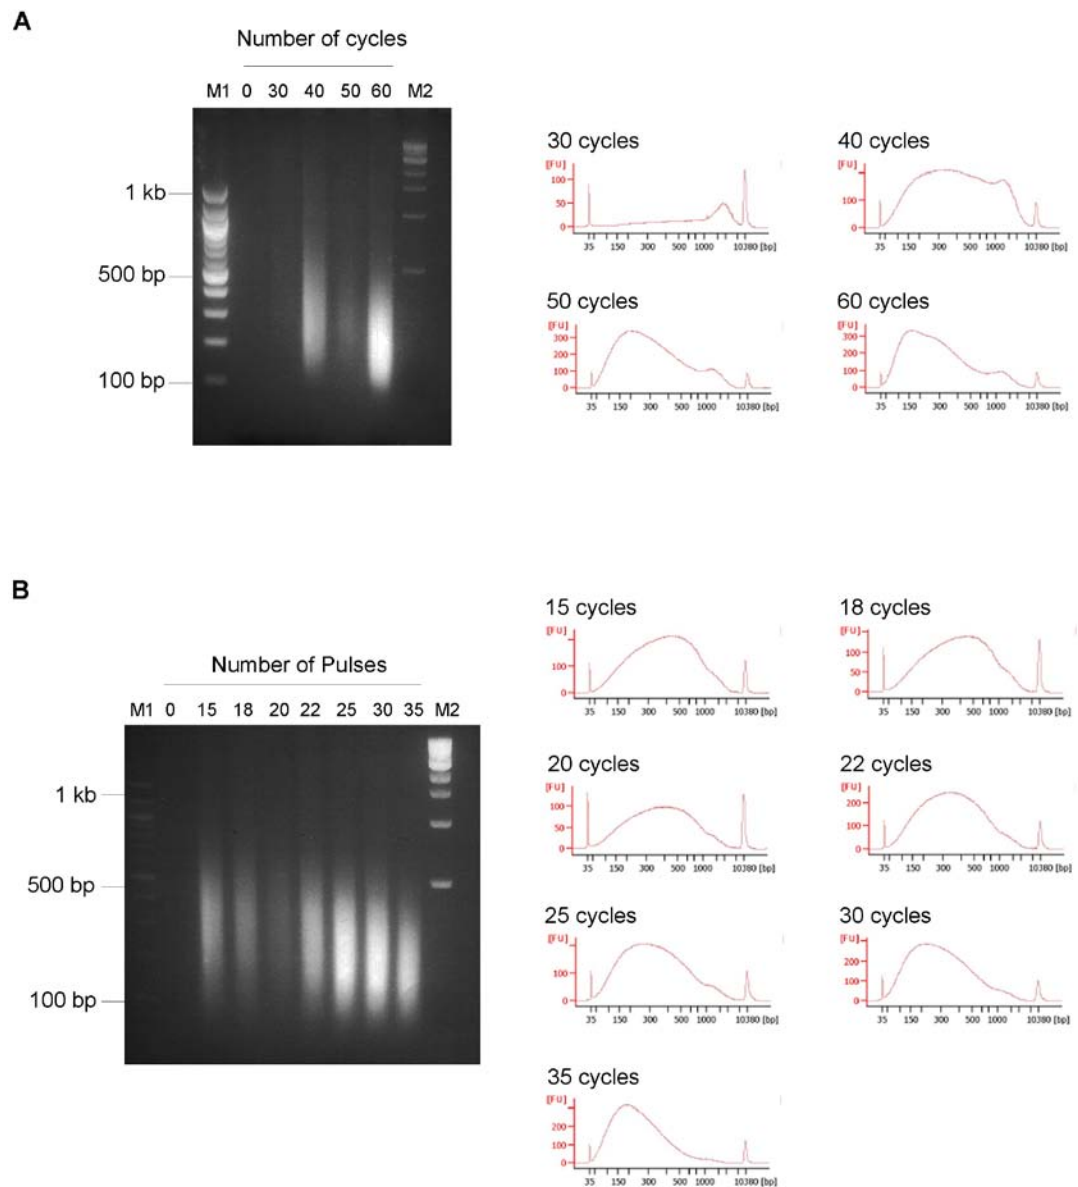 A
Number of cycles
M1 0 30 40 50 60 M2
1 kb
500 bp
100 bp
30 cycles
[FU]
100
50
0
35 150 300 500 1000 10380 [bp]
40 cycles
[FU]
100
0
35 150 300 500 1000 10380 [bp]
50 cycles
[FU]
300
200
100
0
35 150 300 500 1000 10380 [bp]
60 cycles
[FU]
300
200
100
0
35 150 300 500 1000 10380 [bp]
B
Number of Pulses
M1 0 15 18 20 22 25 30 35 M2
1 kb
500 bp
100 bp
15 cycles
[FU]
100
0
35 150 300 500 1000 10380 [bp]
18 cycles
[FU]
100
50
0
35 150 300 500 1000 10380 [bp]
20 cycles
[FU]
100
50
0
35 150 300 500 1000 10380 [bp]
22 cycles
[FU]
200
100
0
35 150 300 500 1000 10380 [bp]
25 cycles
[FU]
100
0
35 150 300 500 1000 10380 [bp]
30 cycles
[FU]
200
100
0
35 150 300 500 1000 10380 [bp]
35 cycles
[FU]
200
100
0
35 150 300 500 1000 10380 [bp]